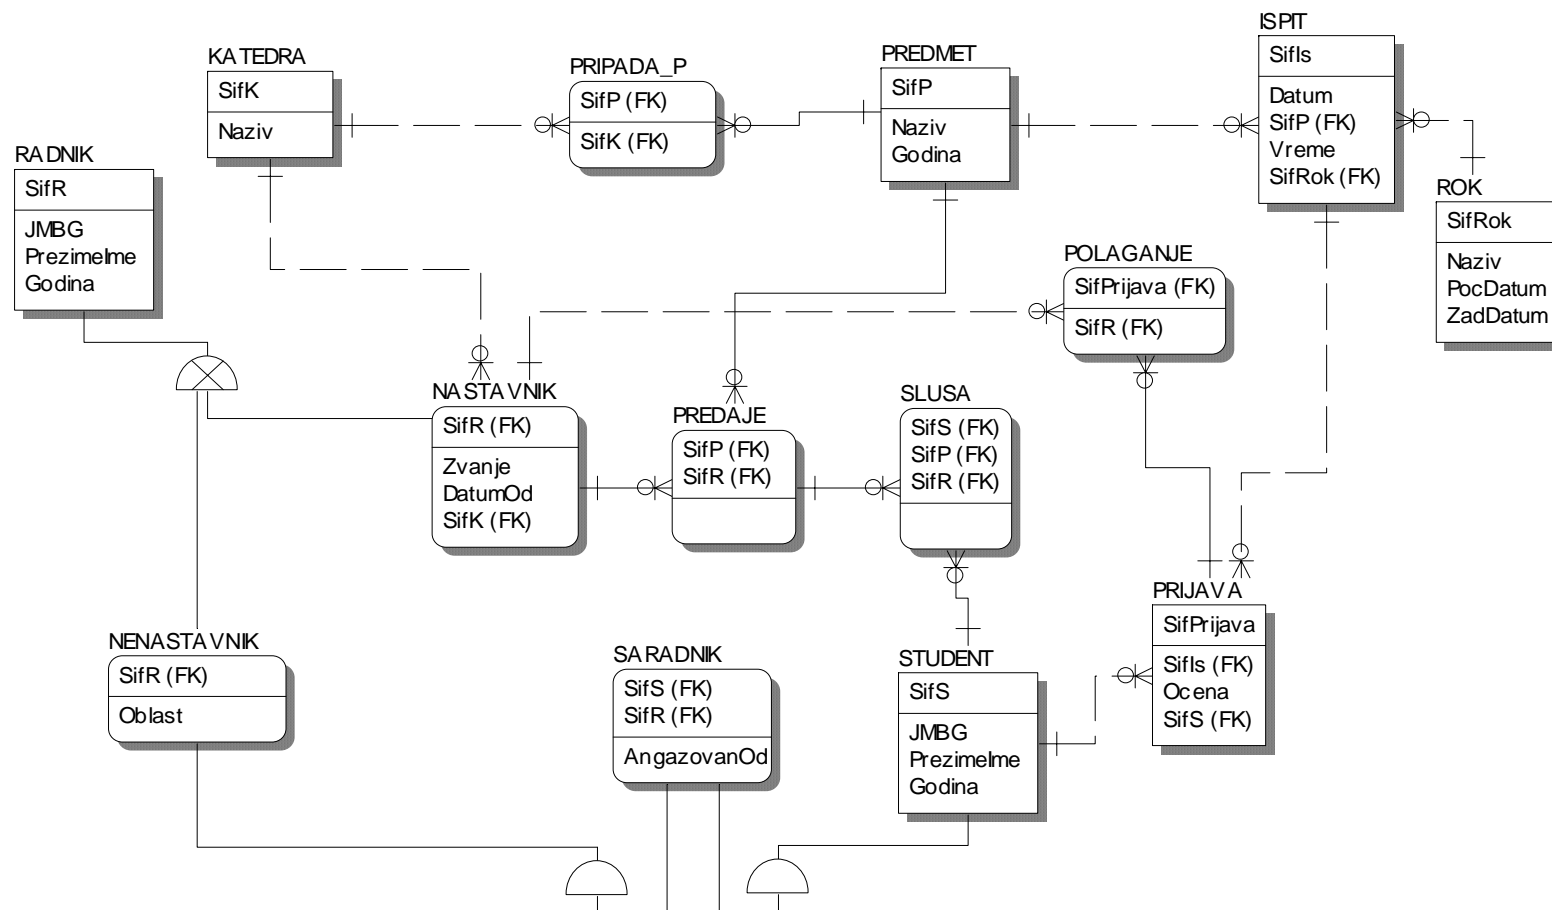 KATEDRA
SifK
Naziv
PRIPADA_P
SifP (FK)
SifK (FK)
PREDMET
SifP
Naziv
Godina
ISPIT
SifIs
Datum
SifP (FK)
Vreme
SifRok (FK)
RADNIK
SifR
JMBG
PrezimeIme
Godina
ROK
SifRok
Naziv
PocDatum
ZadDatum
POLAGANJE
SifPrijava (FK)
SifR (FK)
NASTAVNIK
SifR (FK)
Zvanje
DatumOd
SifK (FK)
PREDAJE
SifP (FK)
SifR (FK)
SLUSA
SifS (FK)
SifP (FK)
SifR (FK)
PRIJAVA
SifPrijava
SifIs (FK)
Ocena
SifS (FK)
NENASTAVNIK
SifR (FK)
Oblast
SARADNIK
SifS (FK)
SifR (FK)
AngazovanOd
STUDENT
SifS
JMBG
PrezimeIme
Godina